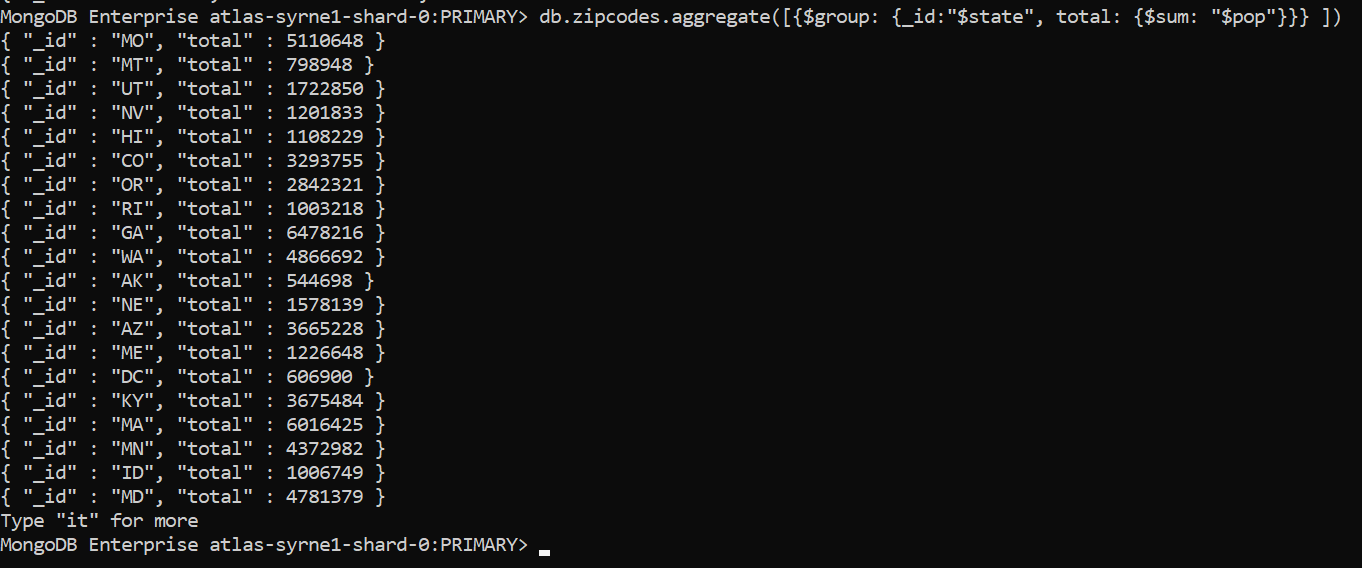 MongoDB Enterprise atlas-syrne1-shard-0:PRIMARY> db.zipcodes.aggregate([{$group: {_id:"$state", total: {$sum: "$pop"}}} ])
{ "_id" : "MO", "total" : 5110648 }
{ "_id" : "MT", "total" : 798948 }
{ "_id" : "UT", "total" : 1722850 }
{ "_id" : "NV", "total" : 1201833 }
{ "_id" : "HI", "total" : 1108229 }
{ "_id" : "CO", "total" : 3293755 }
{ "_id" : "OR", "total" : 2842321 }
{ "_id" : "RI", "total" : 1003218 }
{ "_id" : "GA", "total" : 6478216 }
{ "_id" : "WA", "total" : 4866692 }
{ "_id" : "AK", "total" : 544698 }
{ "_id" : "NE", "total" : 1578139 }
{ "_id" : "AZ", "total" : 3665228 }
{ "_id" : "ME", "total" : 1226648 }
{ "_id" : "DC", "total" : 606900 }
{ "_id" : "KY", "total" : 3675484 }
{ "_id" : "MA", "total" : 6016425 }
{ "_id" : "MN", "total" : 4372982 }
{ "_id" : "ID", "total" : 1006749 }
{ "_id" : "MD", "total" : 4781379 }
Type "it" for more
MongoDB Enterprise atlas-syrne1-shard-0:PRIMARY>